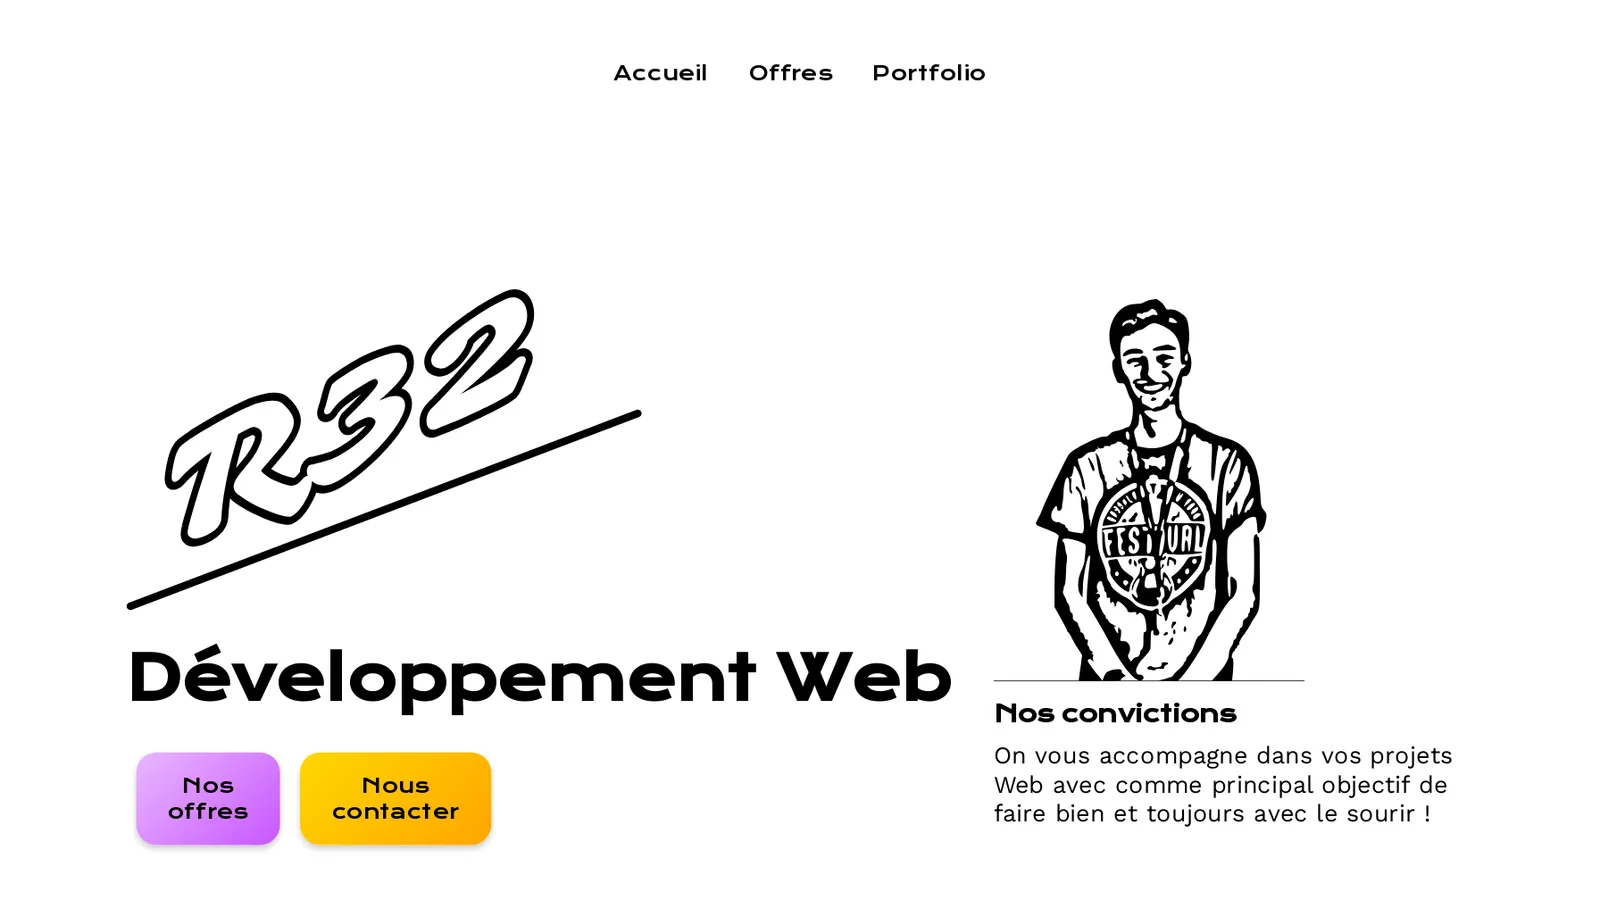 Accueil Offres Portfolio
R32
FESTIVAL
Développement Web
Nos
offres
Nous
contacter
Nos convictions
On vous accompagne dans vos projets
Web avec comme principal objectif de
faire bien et toujours avec le sourir !